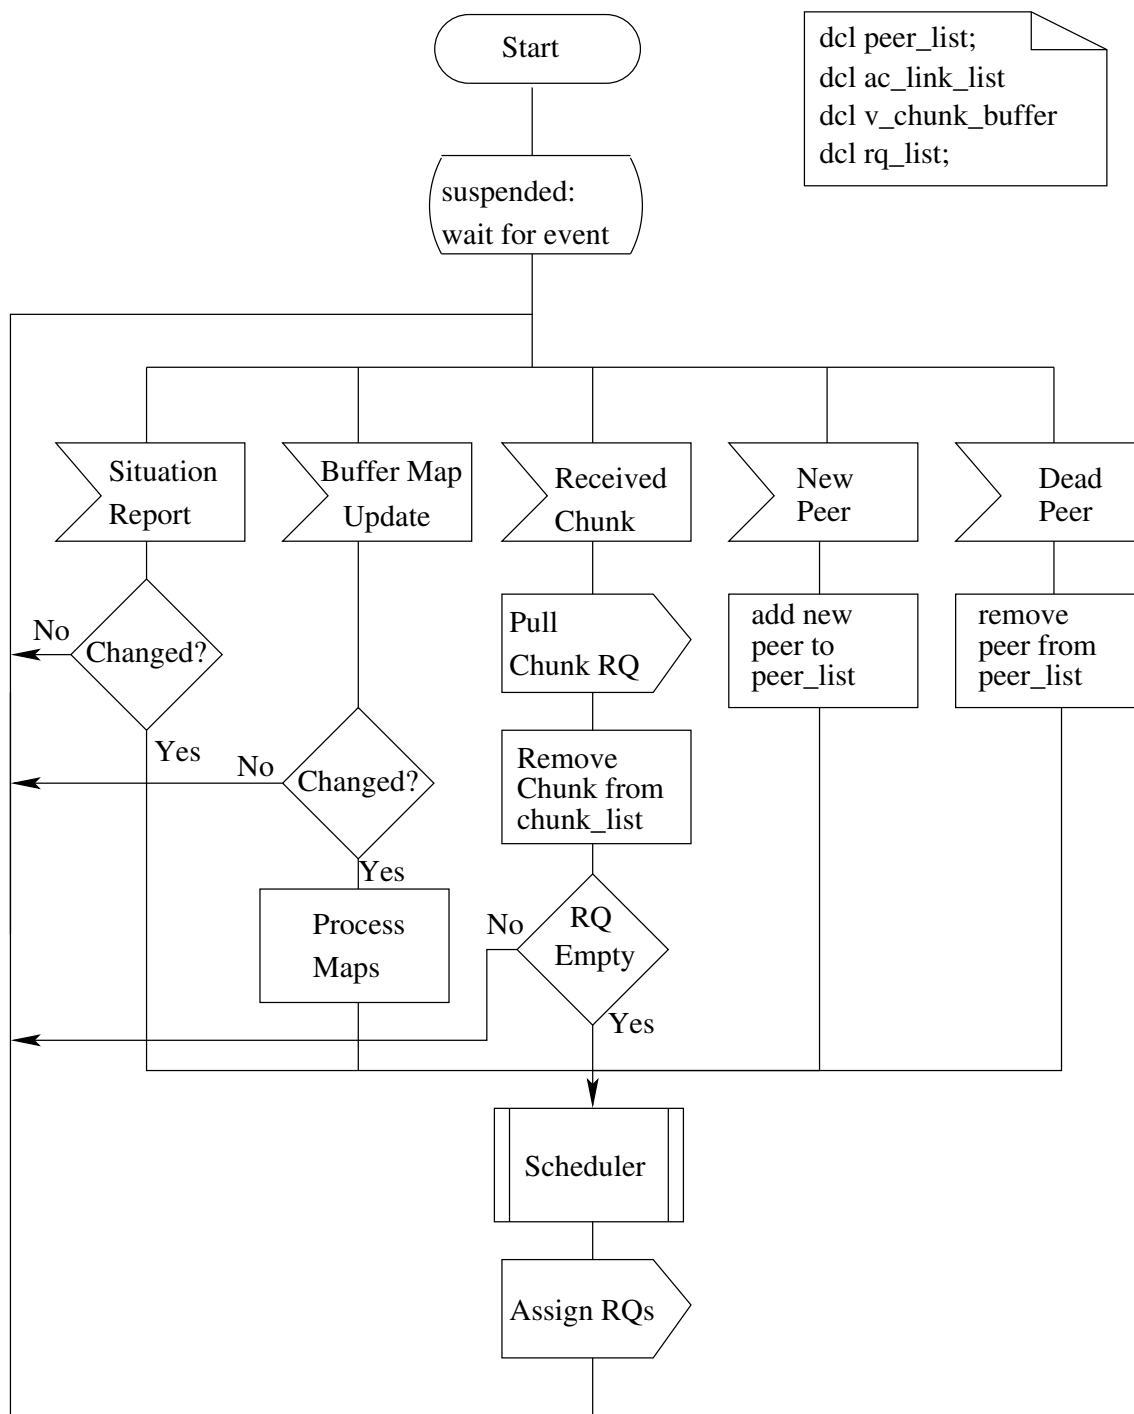 Start
dcl peer_list;
dcl ac_link_list
dcl v_chunk_buffer
dcl rq_list;
suspended:
wait for event
Situation
Report
Buffer Map
Update
Received
Chunk
New
Peer
Dead
Peer
No
Changed?
Yes
Pull
Chunk RQ
add new
peer to
peer_list
remove
peer from
peer_list
No
Changed?
Yes
Remove
Chunk from
chunk_list
Process
Maps
No
RQ
Empty
Yes
Scheduler
Assign RQs